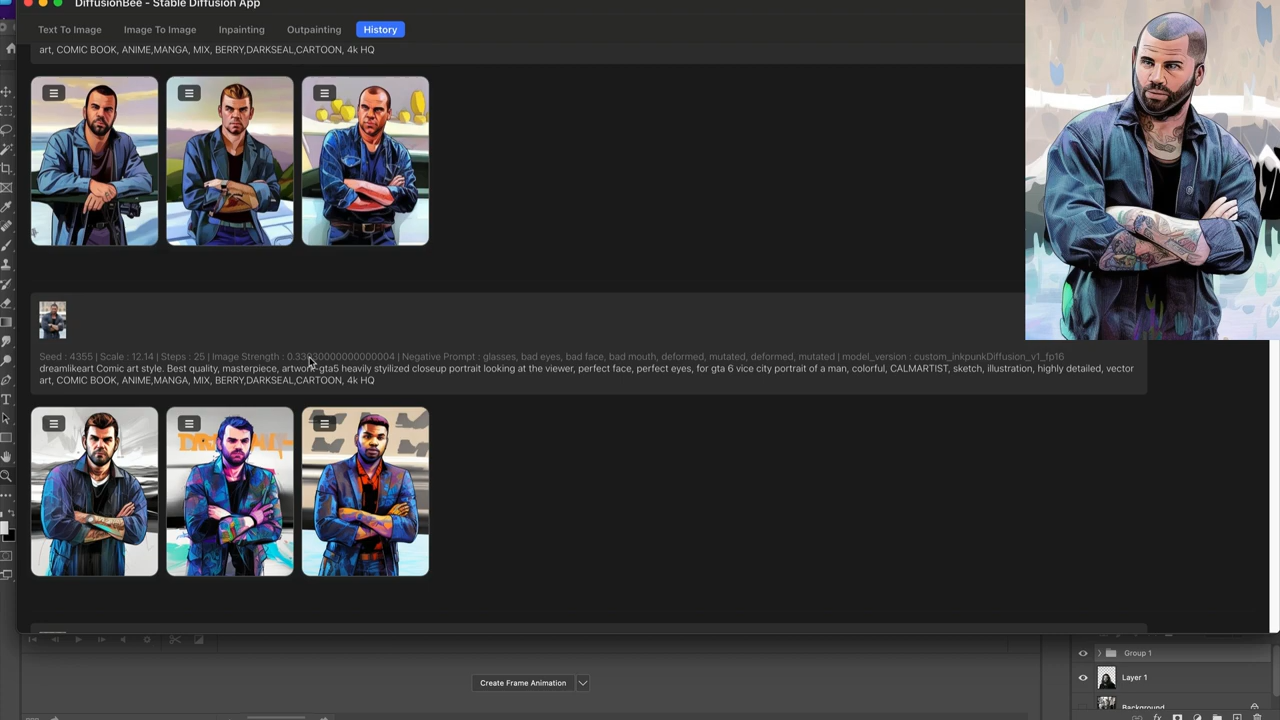 DiffusionBee - Stable Diffusion App
Text To Image Image To Image Inpainting Outpainting History
art, COMIC BOOK, ANIME,MANGA, MIX, BERRY,DARKSEAL,CARTOON, 4k HQ
Seed : 4355 | Scale : 12.14 | Steps : 25 | Image Strength : 0.33000000000000004 | Negative Prompt : glasses, bad eyes, bad face, bad mouth, deformed, mutated, deformed, mutated | model_version : custom_inkpunkDiffusion_v1_fp16
dreamlikeart Comic art style. Best quality, masterpiece, artwork gta5 heavily styilized closeup portrait looking at the viewer, perfect face, perfect eyes, for gta 6 vice city portrait of a man, colorful, CALMARTIST, sketch, illustration, highly detailed, vector
art, COMIC BOOK, ANIME,MANGA, MIX, BERRY,DARKSEAL,CARTOON, 4k HQ
Create Frame Animation
Group 1
Layer 1
Background